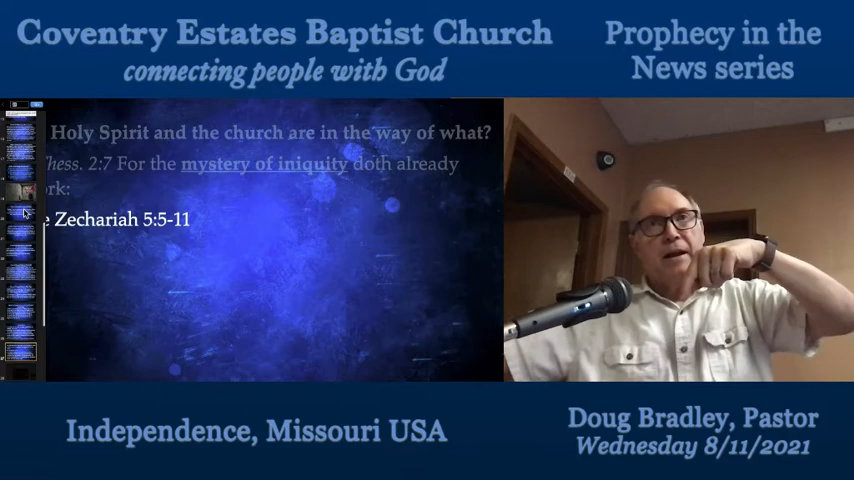 Coventry Estates Baptist Church
connecting people with God
Prophecy in the
News series
Holy Spirit and the church are in the way of what?
Thess. 2:7 For the mystery of iniquity doth already
ork:
e Zechariah 5:5-11
Independence, Missouri USA
Doug Bradley, Pastor
Wednesday 8/11/2021